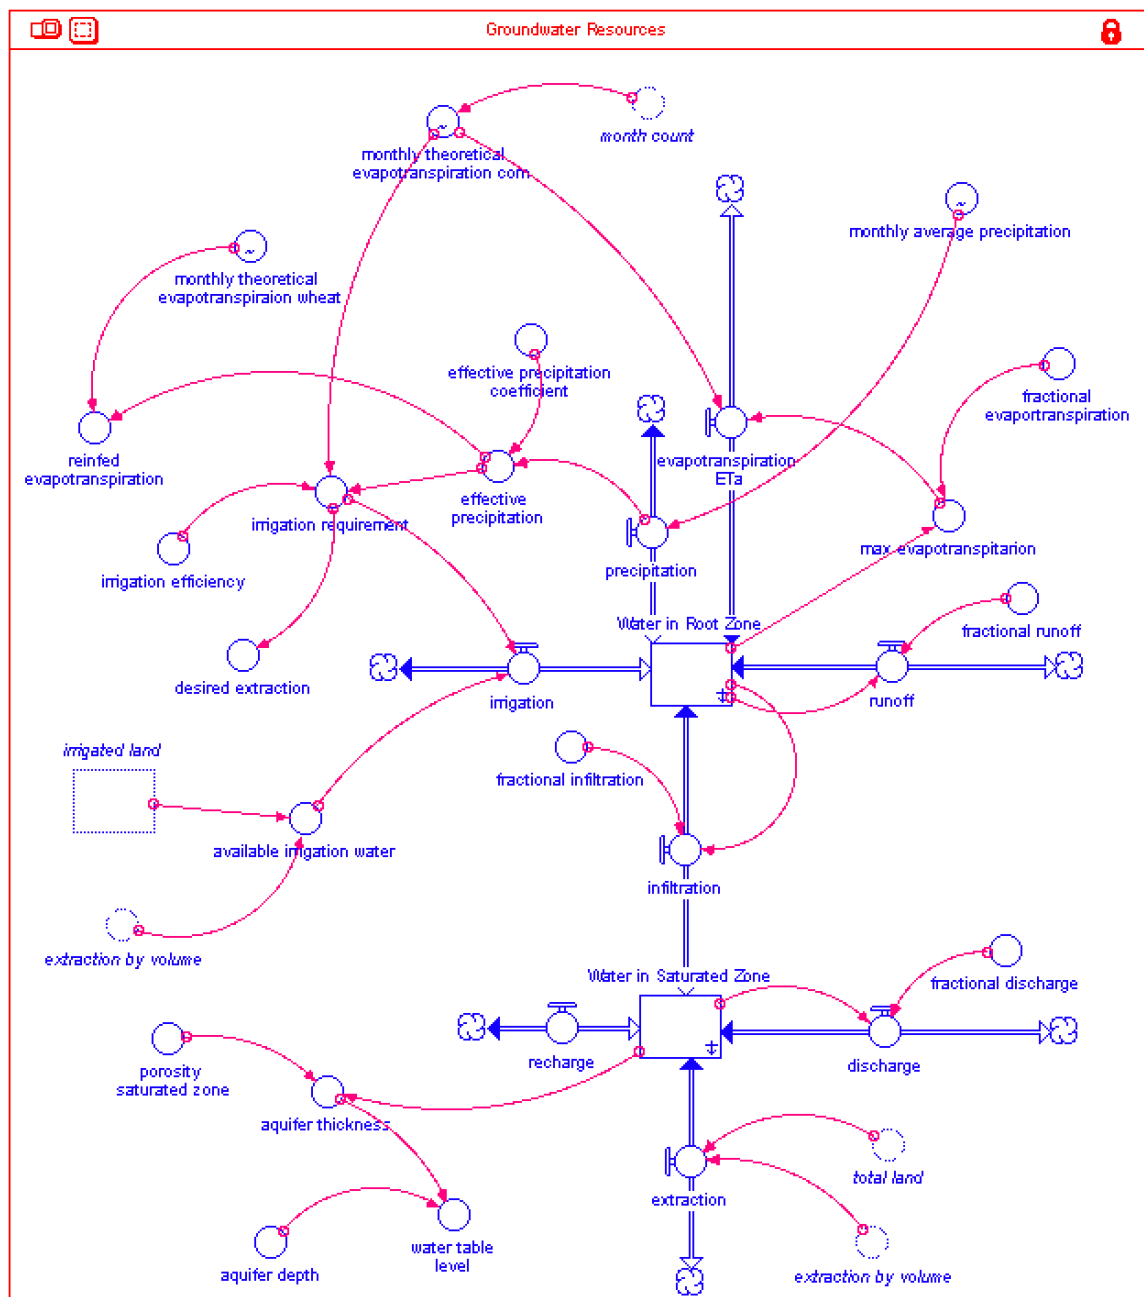 Groundwater Resources
month count
monthly theoretical
evapotranspiration corn
monthly average precipitation
monthly theoretical
evapotranspiraion wheat
effective precipitation
coefficient
fractional
evaportranspiration
reinfed
evapotranspiration
evapotranspiration
ETa
effective
precipitation
irrigation requirement
max evapotranspitarion
irrigation efficiency
precipitation
Water in Root Zone
fractional runoff
desired extraction
irrigation
runoff
irrigated land
fractional infiltration
available irrigation water
infiltration
extraction by volume
Water in Saturated Zone
fractional discharge
recharge
discharge
porosity
saturated zone
aquifer thickness
total land
extraction
water table
level
aquifer depth
extraction by volume